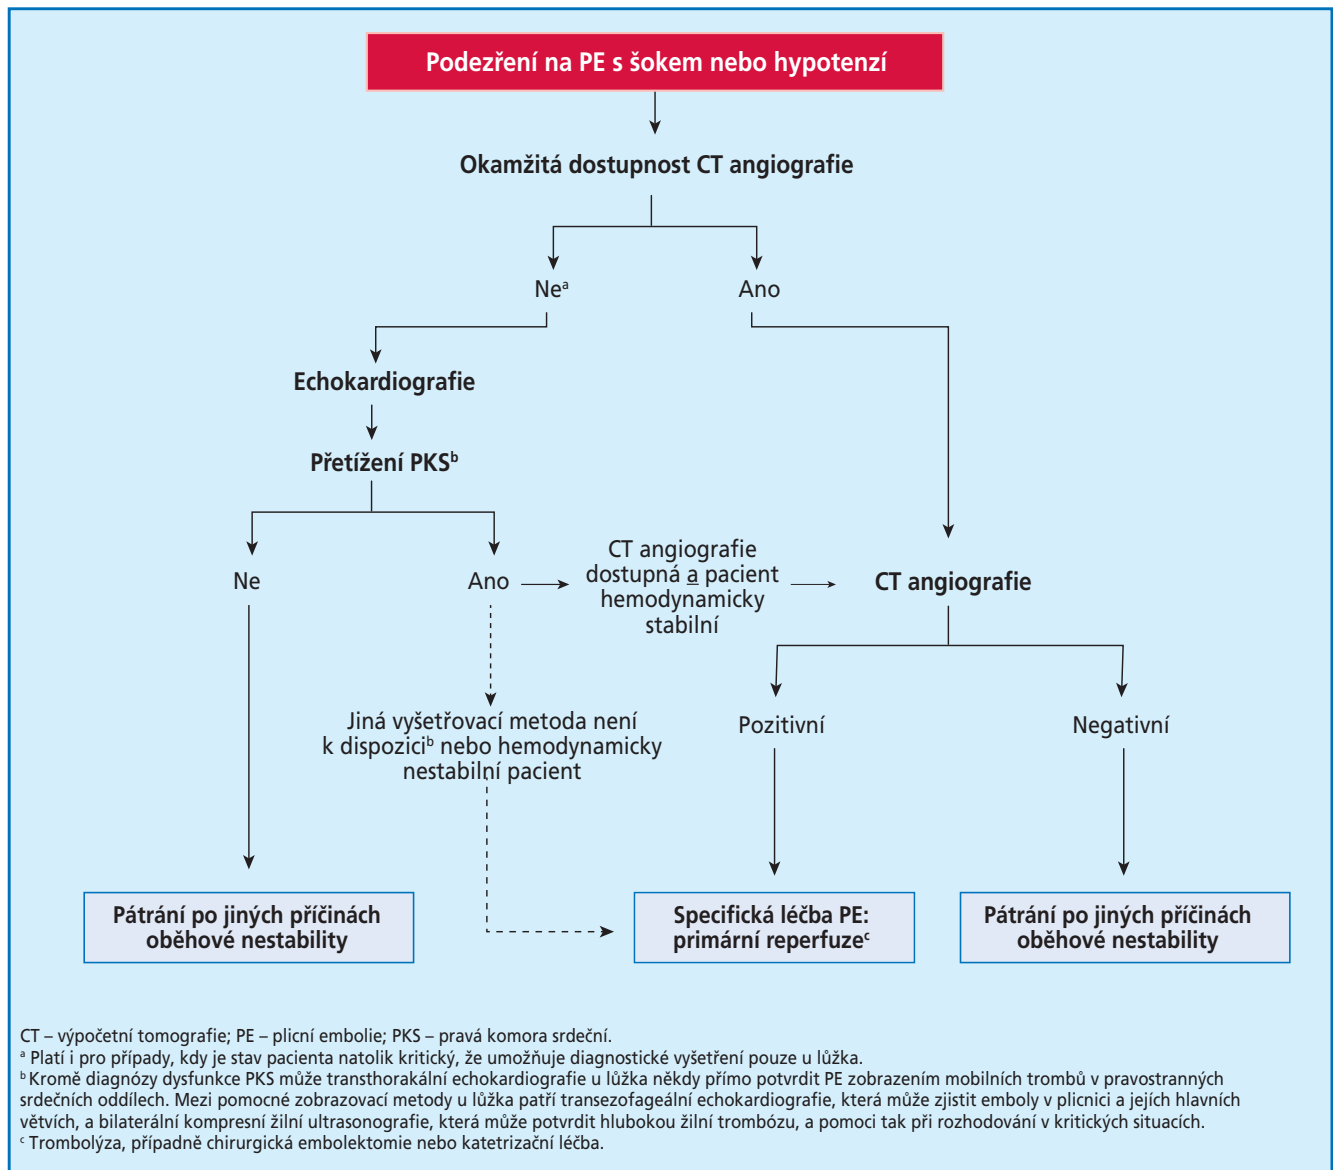 Podezření na PE s šokem nebo hypotenzí
Okamžitá dostupnost CT angiografie
Neᵃ
Ano
Echokardiografie
Přetížení PKSᵇ
Ne
Ano
CT angiografie
dostupná a pacient
hemodynamicky
stabilní
CT angiografie
Jiná vyšetřovací metoda není
k dispoziciᵇ nebo hemodynamicky
nestabilní pacient
Pozitivní
Negativní
Pátrání po jiných příčinách
oběhové nestability
Specifická léčba PE:
primární reperfuzeᶜ
Pátrání po jiných příčinách
oběhové nestability
CT – výpočetní tomografie; PE – plicní embolie; PKS – pravá komora srdeční.
ᵃ Platí i pro případy, kdy je stav pacienta natolik kritický, že umožňuje diagnostické vyšetření pouze u lůžka.
ᵇ Kromě diagnózy dysfunkce PKS může transthorakální echokardiografie u lůžka někdy přímo potvrdit PE zobrazením mobilních trombů v pravostranných
srdečních oddílech. Mezi pomocné zobrazovací metody u lůžka patří transezofageální echokardiografie, která může zjistit emboly v plicnici a jejích hlavních
větvích, a bilaterální kompresní žilní ultrasonografie, která může potvrdit hlubokou žilní trombózu, a pomoci tak při rozhodování v kritických situacích.
ᶜ Trombolýza, případně chirurgická embolektomie nebo katetrizační léčba.